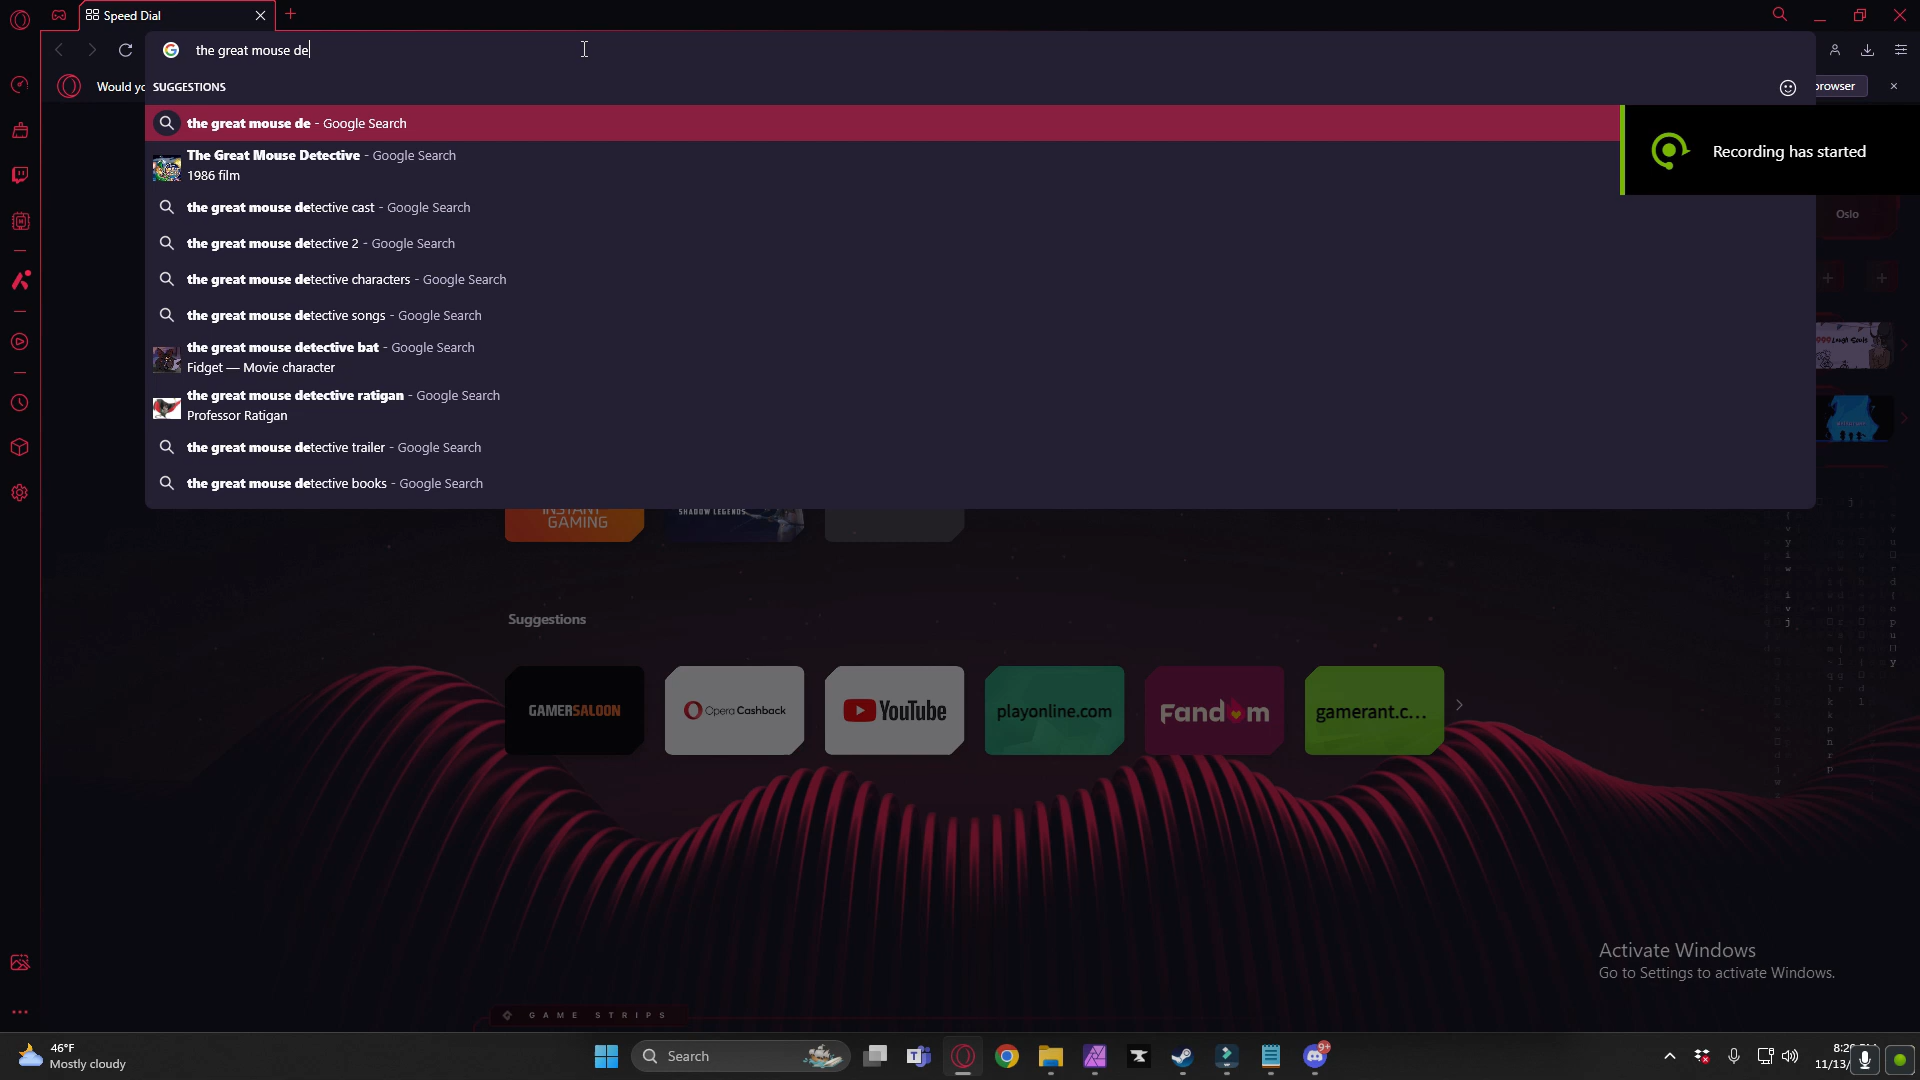 Speed Dial
the great mouse de
Would yo
SUGGESTIONS
rowser
the great mouse de - Google Search
The Great Mouse Detective - Google Search
1986 film
Recording has started
the great mouse detective cast - Google Search
Oslo
the great mouse detective 2 - Google Search
the great mouse detective characters - Google Search
the great mouse detective songs - Google Search
the great mouse detective bat - Google Search
Fidget — Movie character
the great mouse detective ratigan - Google Search
Professor Ratigan
the great mouse detective trailer - Google Search
the great mouse detective books - Google Search
INSTANT
GAMING
SHADOW LEGENDS
Suggestions
GAMERSALOON
Opera Cashback
YouTube
playonline.com
Fandom
gamerant.c...
Activate Windows
Go to Settings to activate Windows.
GAME STRIPS
46°F
Mostly cloudy
Search
9+
11/13/